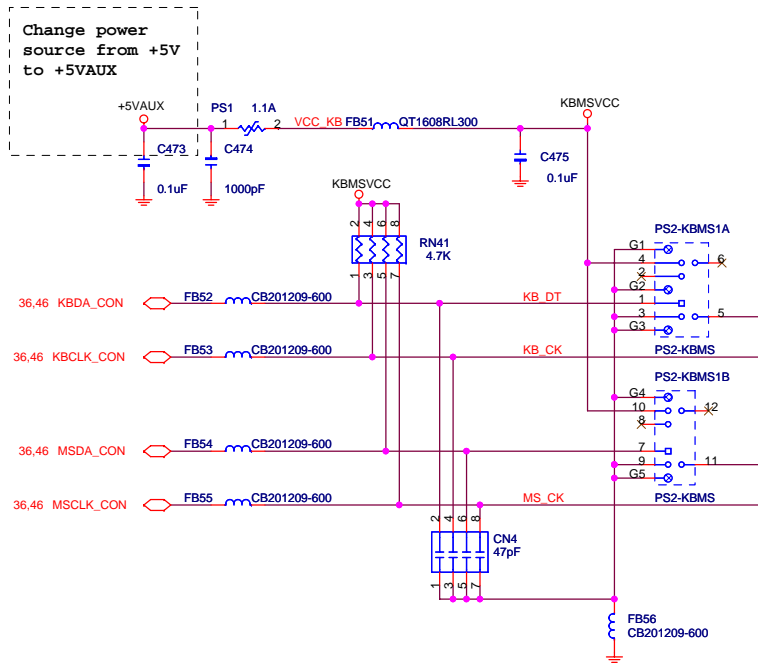 Change power
source from +5V
to +5VAUX
+5VAUX
PS1 1.1A
1 2
VCC_KB FB51 QT1608RL300
KBMSVCC
C473
0.1uF
C474
1000pF
C475
0.1uF
KBMSVCC
2 4 6 8
RN41
4.7K
1 3 5 7
PS2-KBMS1A
G1
4 6
2
G2
1
3 5
G3
PS2-KBMS
36,46 KBDA_CON FB52 CB201209-600 KB_DT
36,46 KBCLK_CON FB53 CB201209-600 KB_CK
PS2-KBMS1B
G4
10 12
8
7
9 11
G5
PS2-KBMS
36,46 MSDA_CON FB54 CB201209-600
36,46 MSCLK_CON FB55 CB201209-600 MS_CK
2 4 6 8
CN4
47pF
1 3 5 7
FB56
CB201209-600